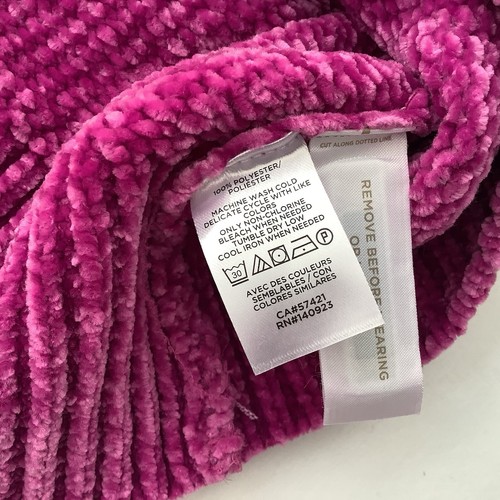 100% POLYESTER/
POLIESTER
MACHINE WASH COLD
DELICATE CYCLE WITH LIKE
COLORS
ONLY NON-CHLORINE
BLEACH WHEN NEEDED
TUMBLE DRY LOW
COOL IRON WHEN NEEDED
30 P
AVEC DES COULEURS
SEMBLABLES / CON
COLORES SIMILARES
CA#57421
RN#140923
CUT ALONG DOTTED LINE
REMOVE BEFORE WEARING
OR